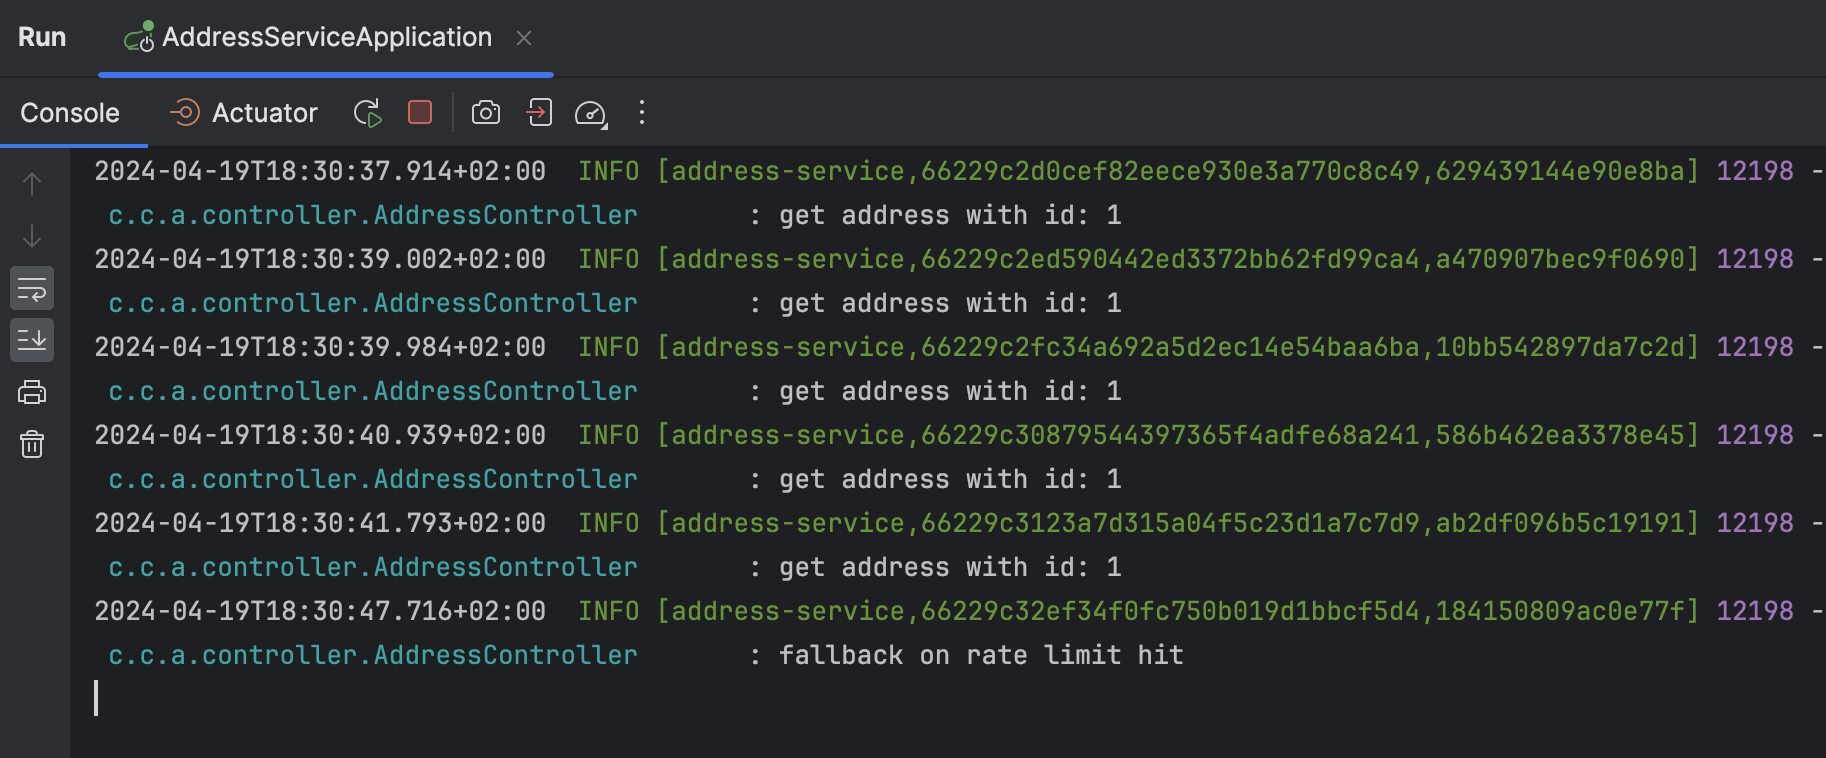 Run AddressServiceApplication
Console Actuator
2024-04-19T18:30:37.914+02:00  INFO [address-service,66229c2d0cef82eece930e3a770c8c49,629439144e90e8ba] 12198 -
c.c.a.controller.AddressController       : get address with id: 1
2024-04-19T18:30:39.002+02:00  INFO [address-service,66229c2ed590442ed3372bb62fd99ca4,a470907bec9f0690] 12198 -
c.c.a.controller.AddressController       : get address with id: 1
2024-04-19T18:30:39.984+02:00  INFO [address-service,66229c2fc34a692a5d2ec14e54baa6ba,10bb542897da7c2d] 12198 -
c.c.a.controller.AddressController       : get address with id: 1
2024-04-19T18:30:40.939+02:00  INFO [address-service,66229c30879544397365f4adfe68a241,586b462ea3378e45] 12198 -
c.c.a.controller.AddressController       : get address with id: 1
2024-04-19T18:30:41.793+02:00  INFO [address-service,66229c3123a7d315a04f5c23d1a7c7d9,ab2df096b5c19191] 12198 -
c.c.a.controller.AddressController       : get address with id: 1
2024-04-19T18:30:47.716+02:00  INFO [address-service,66229c32ef34f0fc750b019d1bbcf5d4,184150809ac0e77f] 12198 -
c.c.a.controller.AddressController       : fallback on rate limit hit